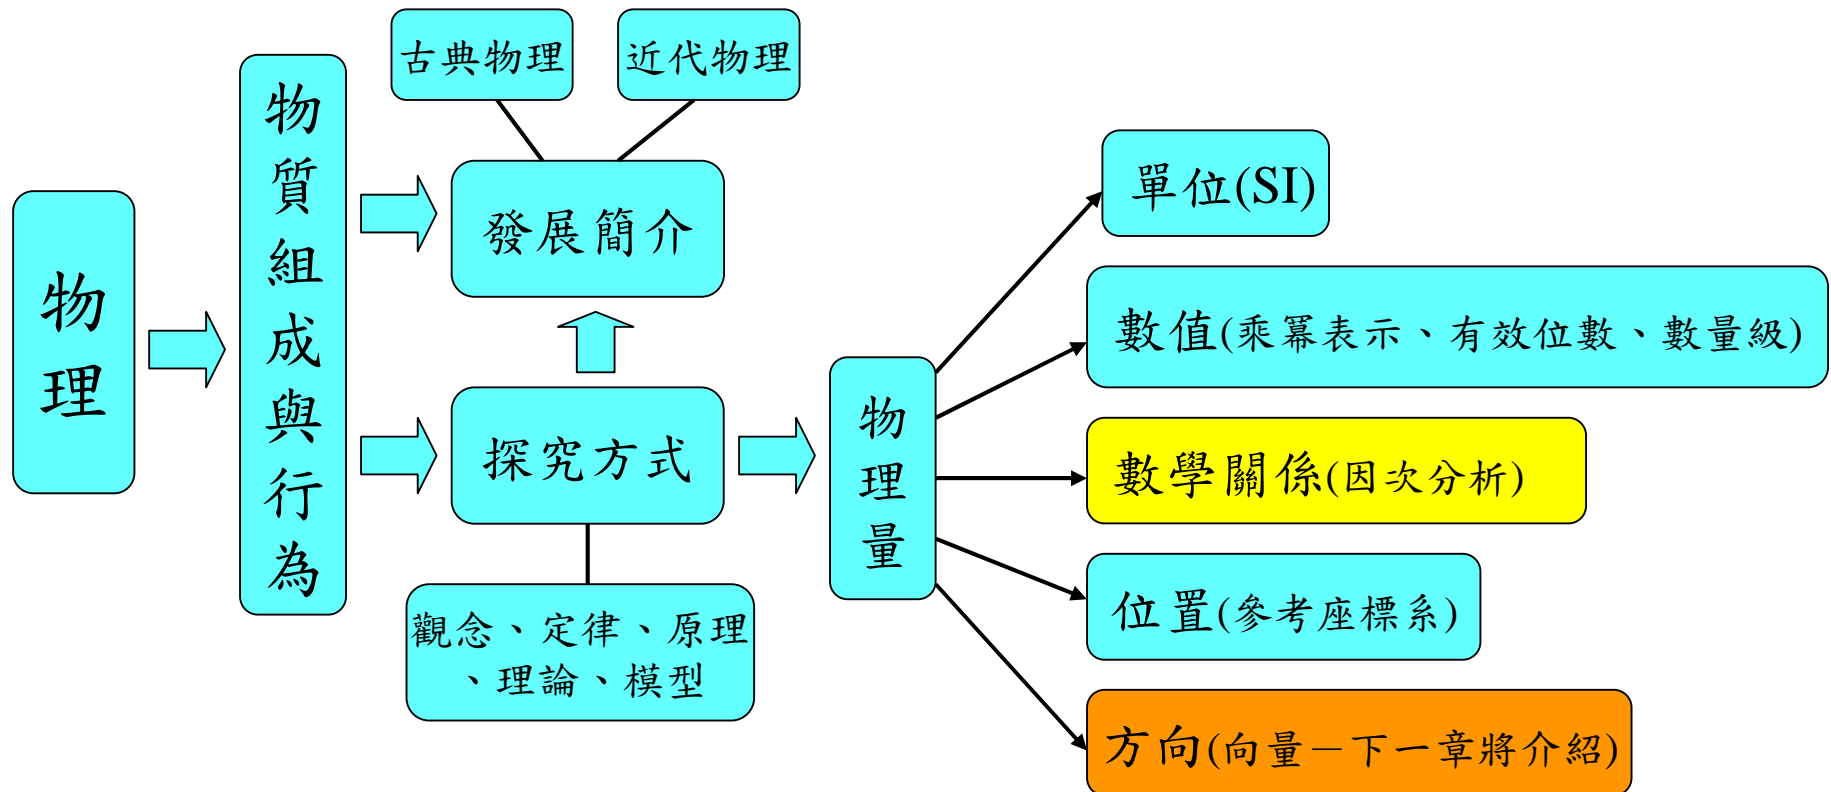 物理
物質組成與行為
古典物理
近代物理
發展簡介
探究方式
觀念、定律、原理
、理論、模型
物理量
單位(SI)
數值(乘冪表示、有效位數、數量級)
數學關係(因次分析)
位置(參考座標系)
方向(向量－下一章將介紹)